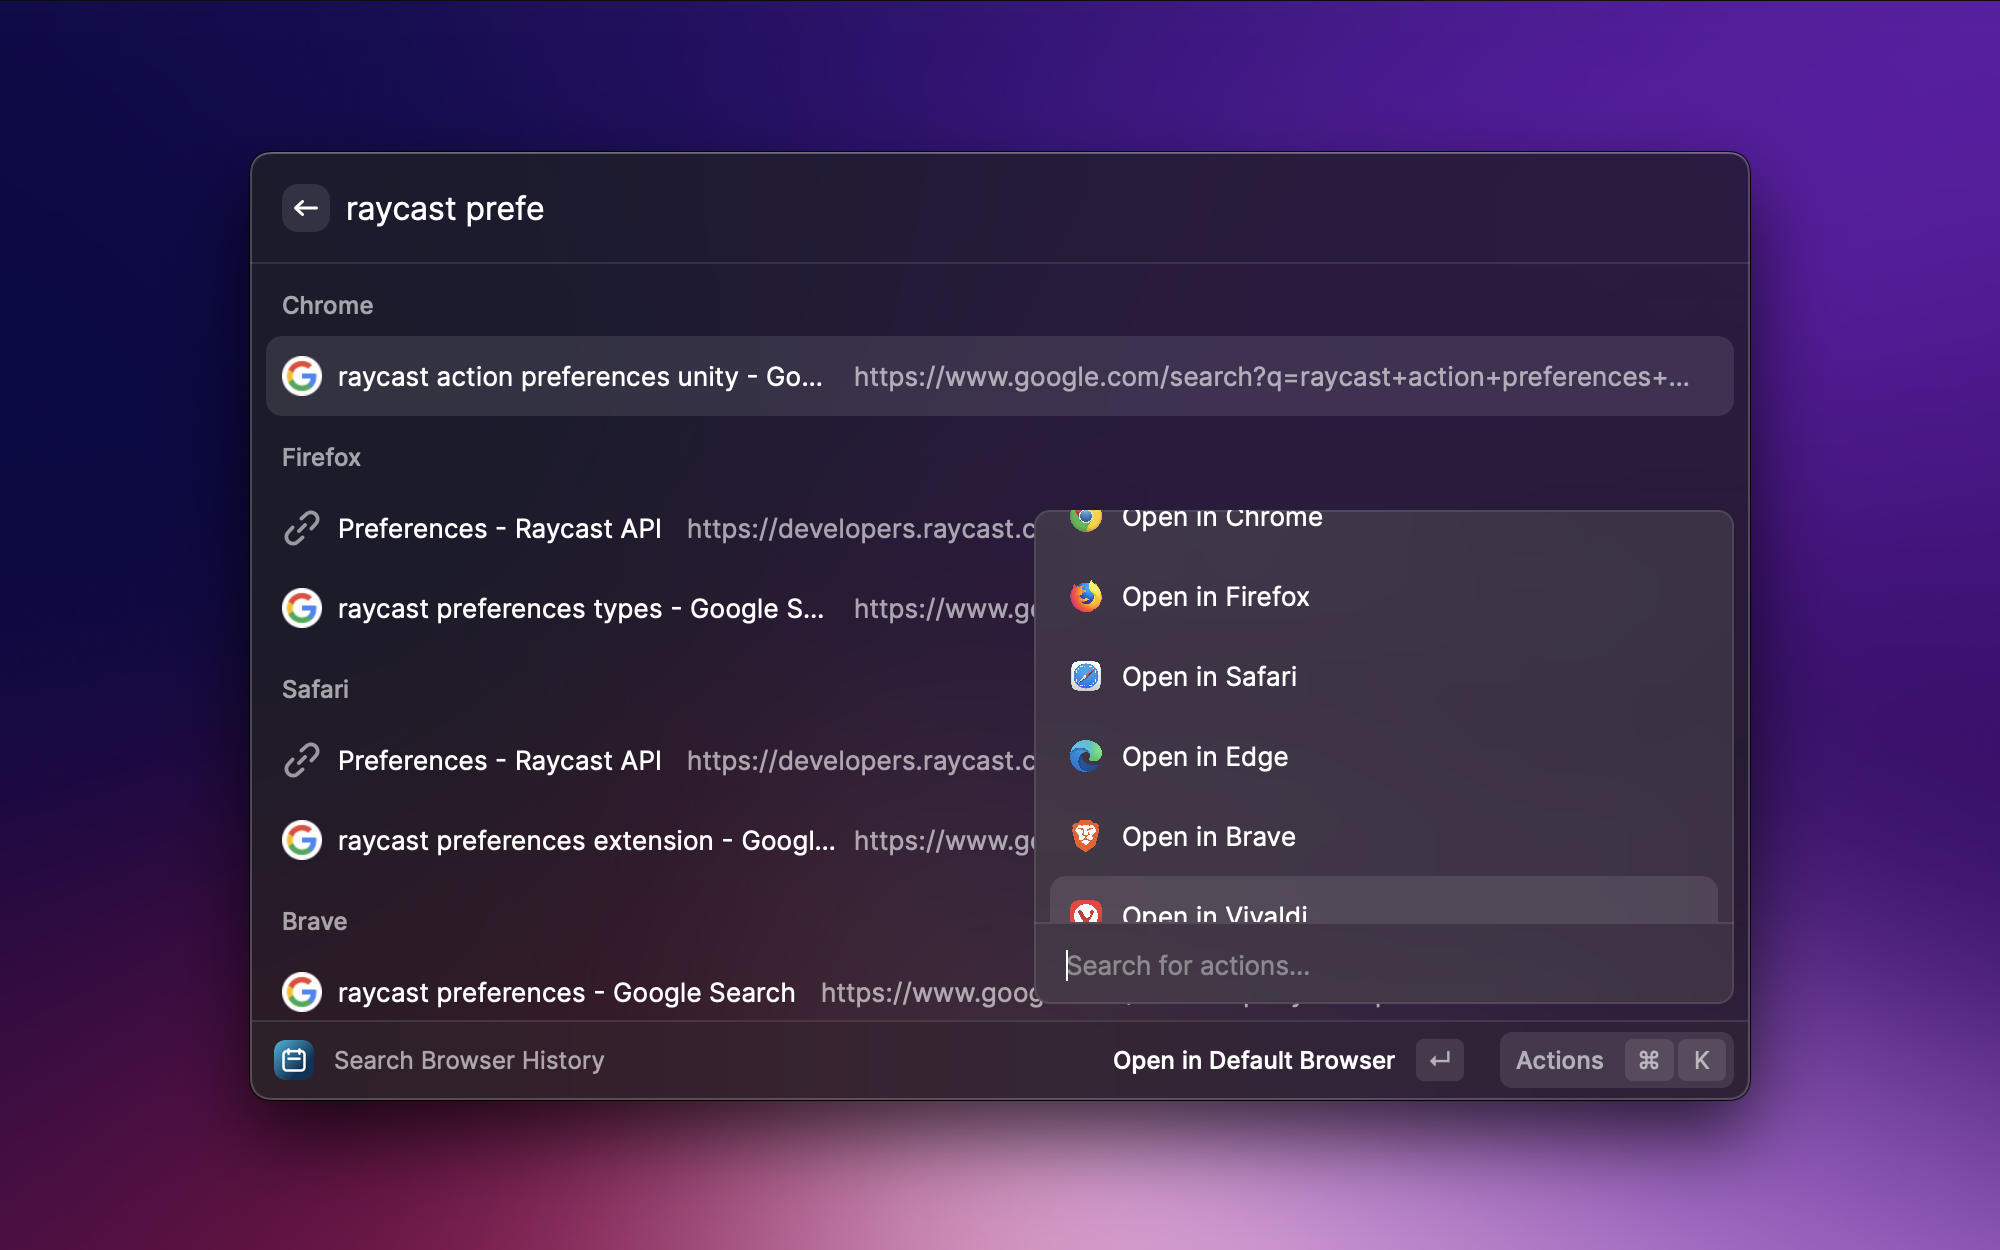 raycast prefe
Chrome
raycast action preferences unity - Go... https://www.google.com/search?q=raycast+action+preferences+...
Firefox
Preferences - Raycast API https://developers.raycast.c
raycast preferences types - Google S... https://www.go
Safari
Preferences - Raycast API https://developers.raycast.c
raycast preferences extension - Googl... https://www.go
Brave
raycast preferences - Google Search https://www.goog
Open in Chrome
Open in Firefox
Open in Safari
Open in Edge
Open in Brave
Open in Vivaldi
Search for actions...
Search Browser History
Open in Default Browser ↵
Actions ⌘ K